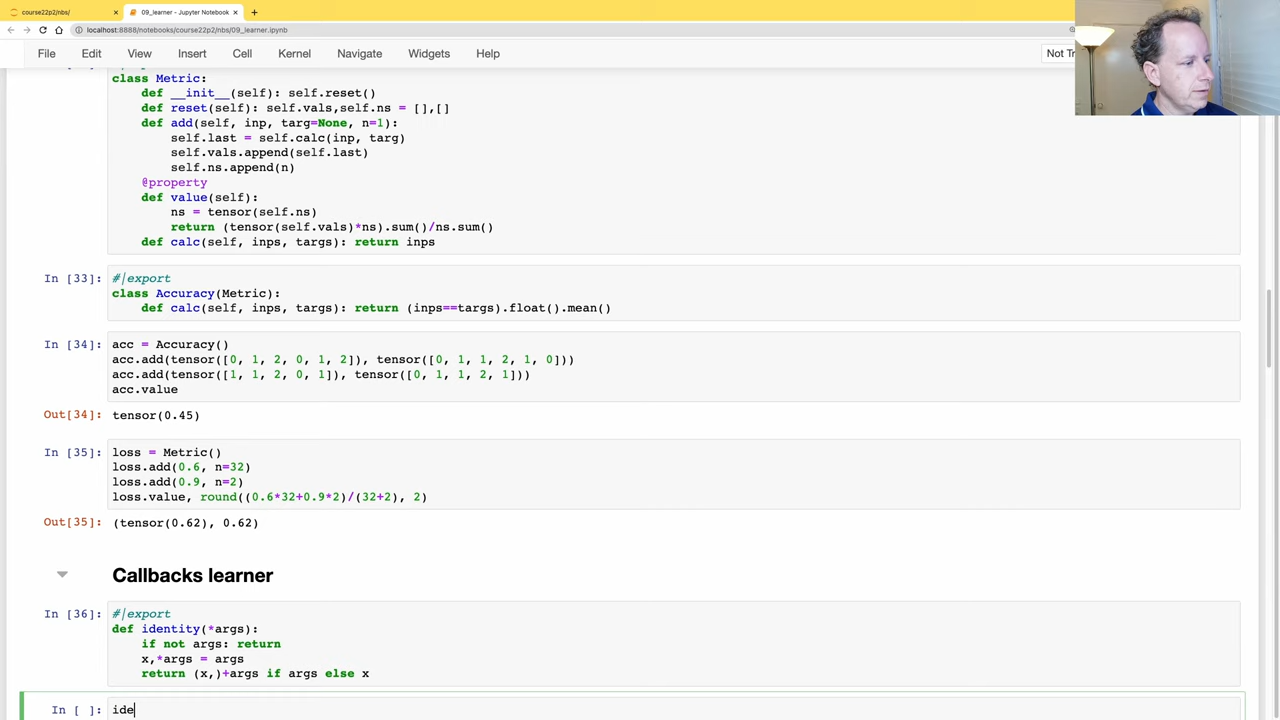 course22p2/nbs/
09_learner - Jupyter Notebook
localhost:8888/notebooks/course22p2/nbs/09_learner.ipynb
File Edit View Insert Cell Kernel Navigate Widgets Help
Not Tr
class Metric:
def __init__(self): self.reset()
def reset(self): self.vals,self.ns = [],[]
def add(self, inp, targ=None, n=1):
self.last = self.calc(inp, targ)
self.vals.append(self.last)
self.ns.append(n)
@property
def value(self):
ns = tensor(self.ns)
return (tensor(self.vals)*ns).sum()/ns.sum()
def calc(self, inps, targs): return inps
In [33]: #|export
class Accuracy(Metric):
def calc(self, inps, targs): return (inps==targs).float().mean()
In [34]: acc = Accuracy()
acc.add(tensor([0, 1, 2, 0, 1, 2]), tensor([0, 1, 1, 2, 1, 0]))
acc.add(tensor([1, 1, 2, 0, 1]), tensor([0, 1, 1, 2, 1]))
acc.value
Out[34]: tensor(0.45)
In [35]: loss = Metric()
loss.add(0.6, n=32)
loss.add(0.9, n=2)
loss.value, round((0.6*32+0.9*2)/(32+2), 2)
Out[35]: (tensor(0.62), 0.62)
Callbacks learner
In [36]: #|export
def identity(*args):
if not args: return
x,*args = args
return (x,)+args if args else x
In [ ]: ide